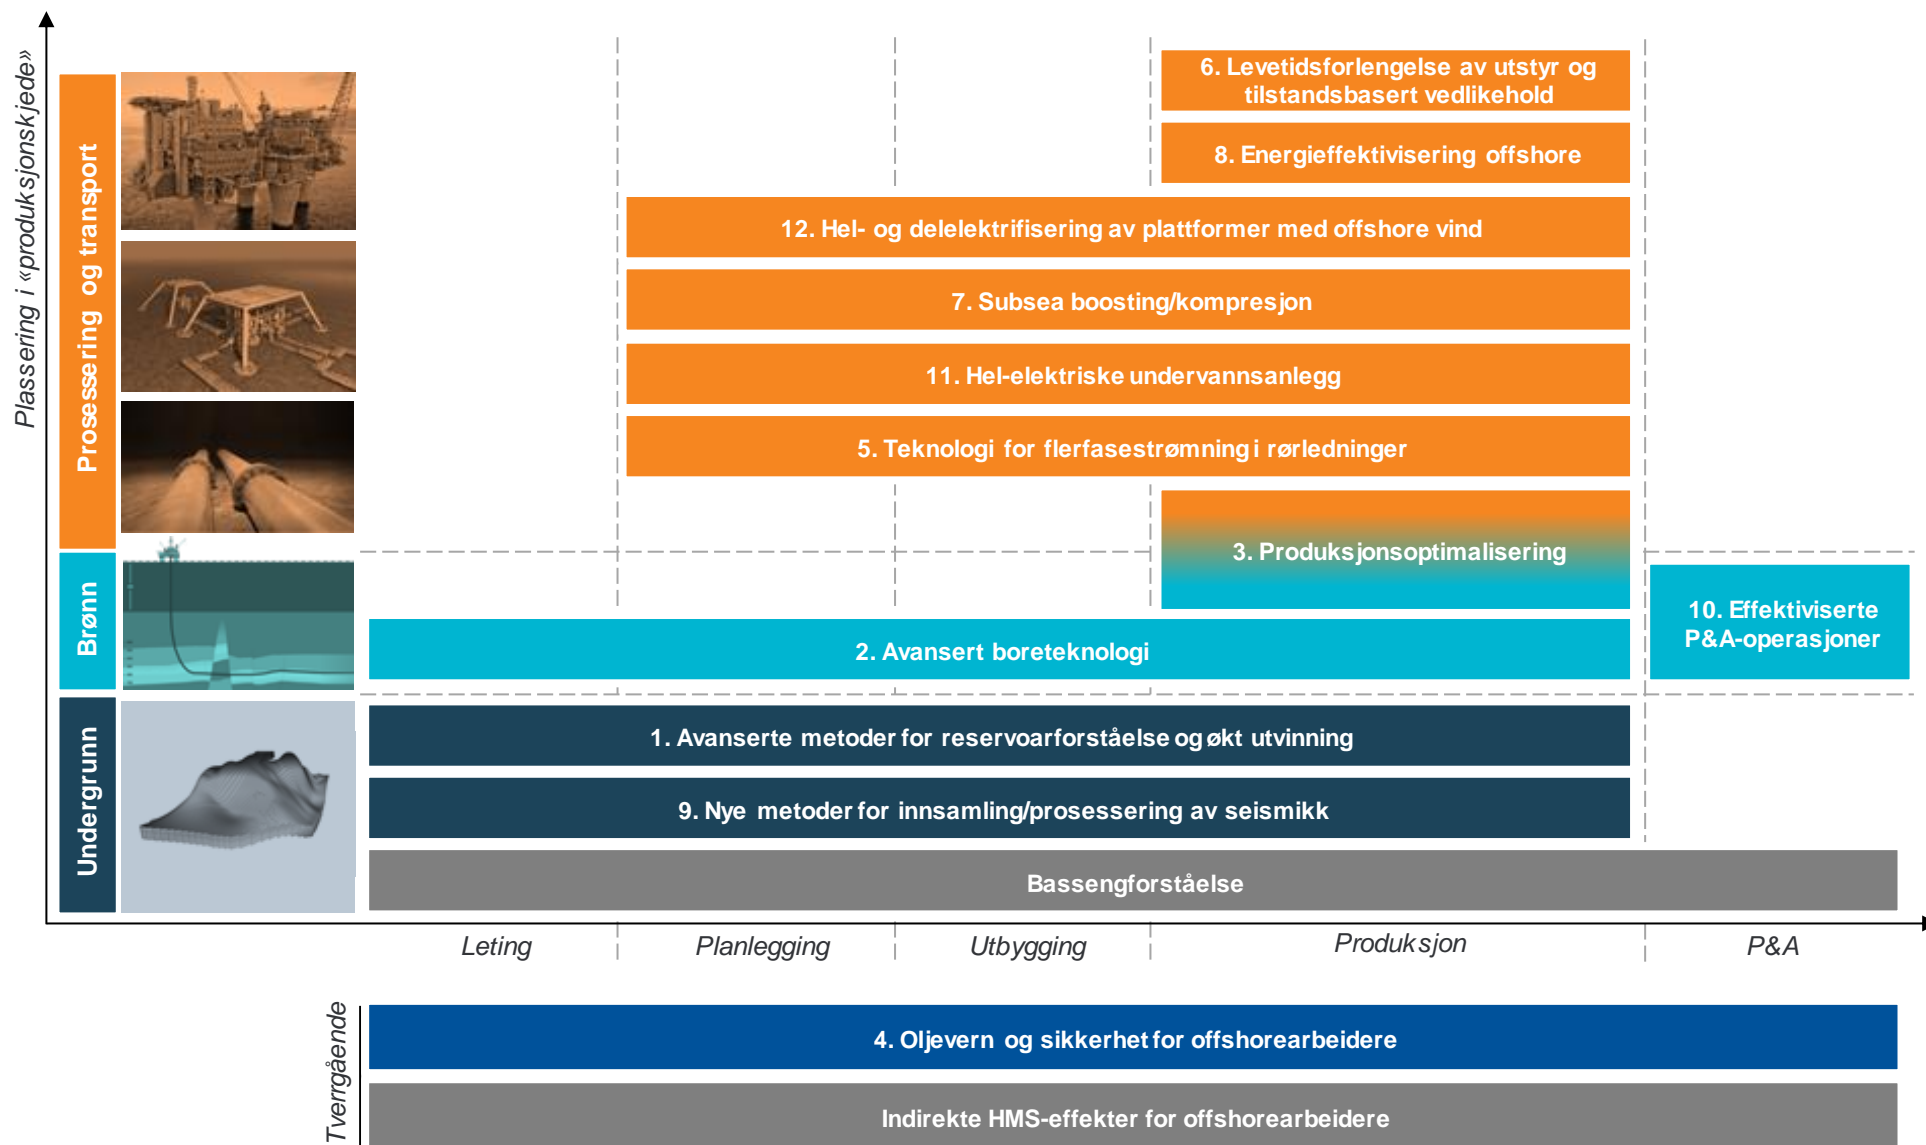 Plassering i «produksjonskjede»
Prosessering og transport
6. Levetidsforlengelse av utstyr og
tilstandsbasert vedlikehold
8. Energieffektivisering offshore
12. Hel- og delelektrifisering av plattformer med offshore vind
7. Subsea boosting/kompresjon
11. Hel-elektriske undervannsanlegg
5. Teknologi for flerfasestrømning i rørledninger
3. Produksjonsoptimalisering
Brønn
10. Effektiviserte
P&A-operasjoner
2. Avansert boreteknologi
Undergrunn
1. Avanserte metoder for reservoarforståelse og økt utvinning
9. Nye metoder for innsamling/prosessering av seismikk
Bassengforståelse
Leting
Planlegging
Utbygging
Produksjon
P&A
Tverrgående
4. Oljevern og sikkerhet for offshorearbeidere
Indirekte HMS-effekter for offshorearbeidere